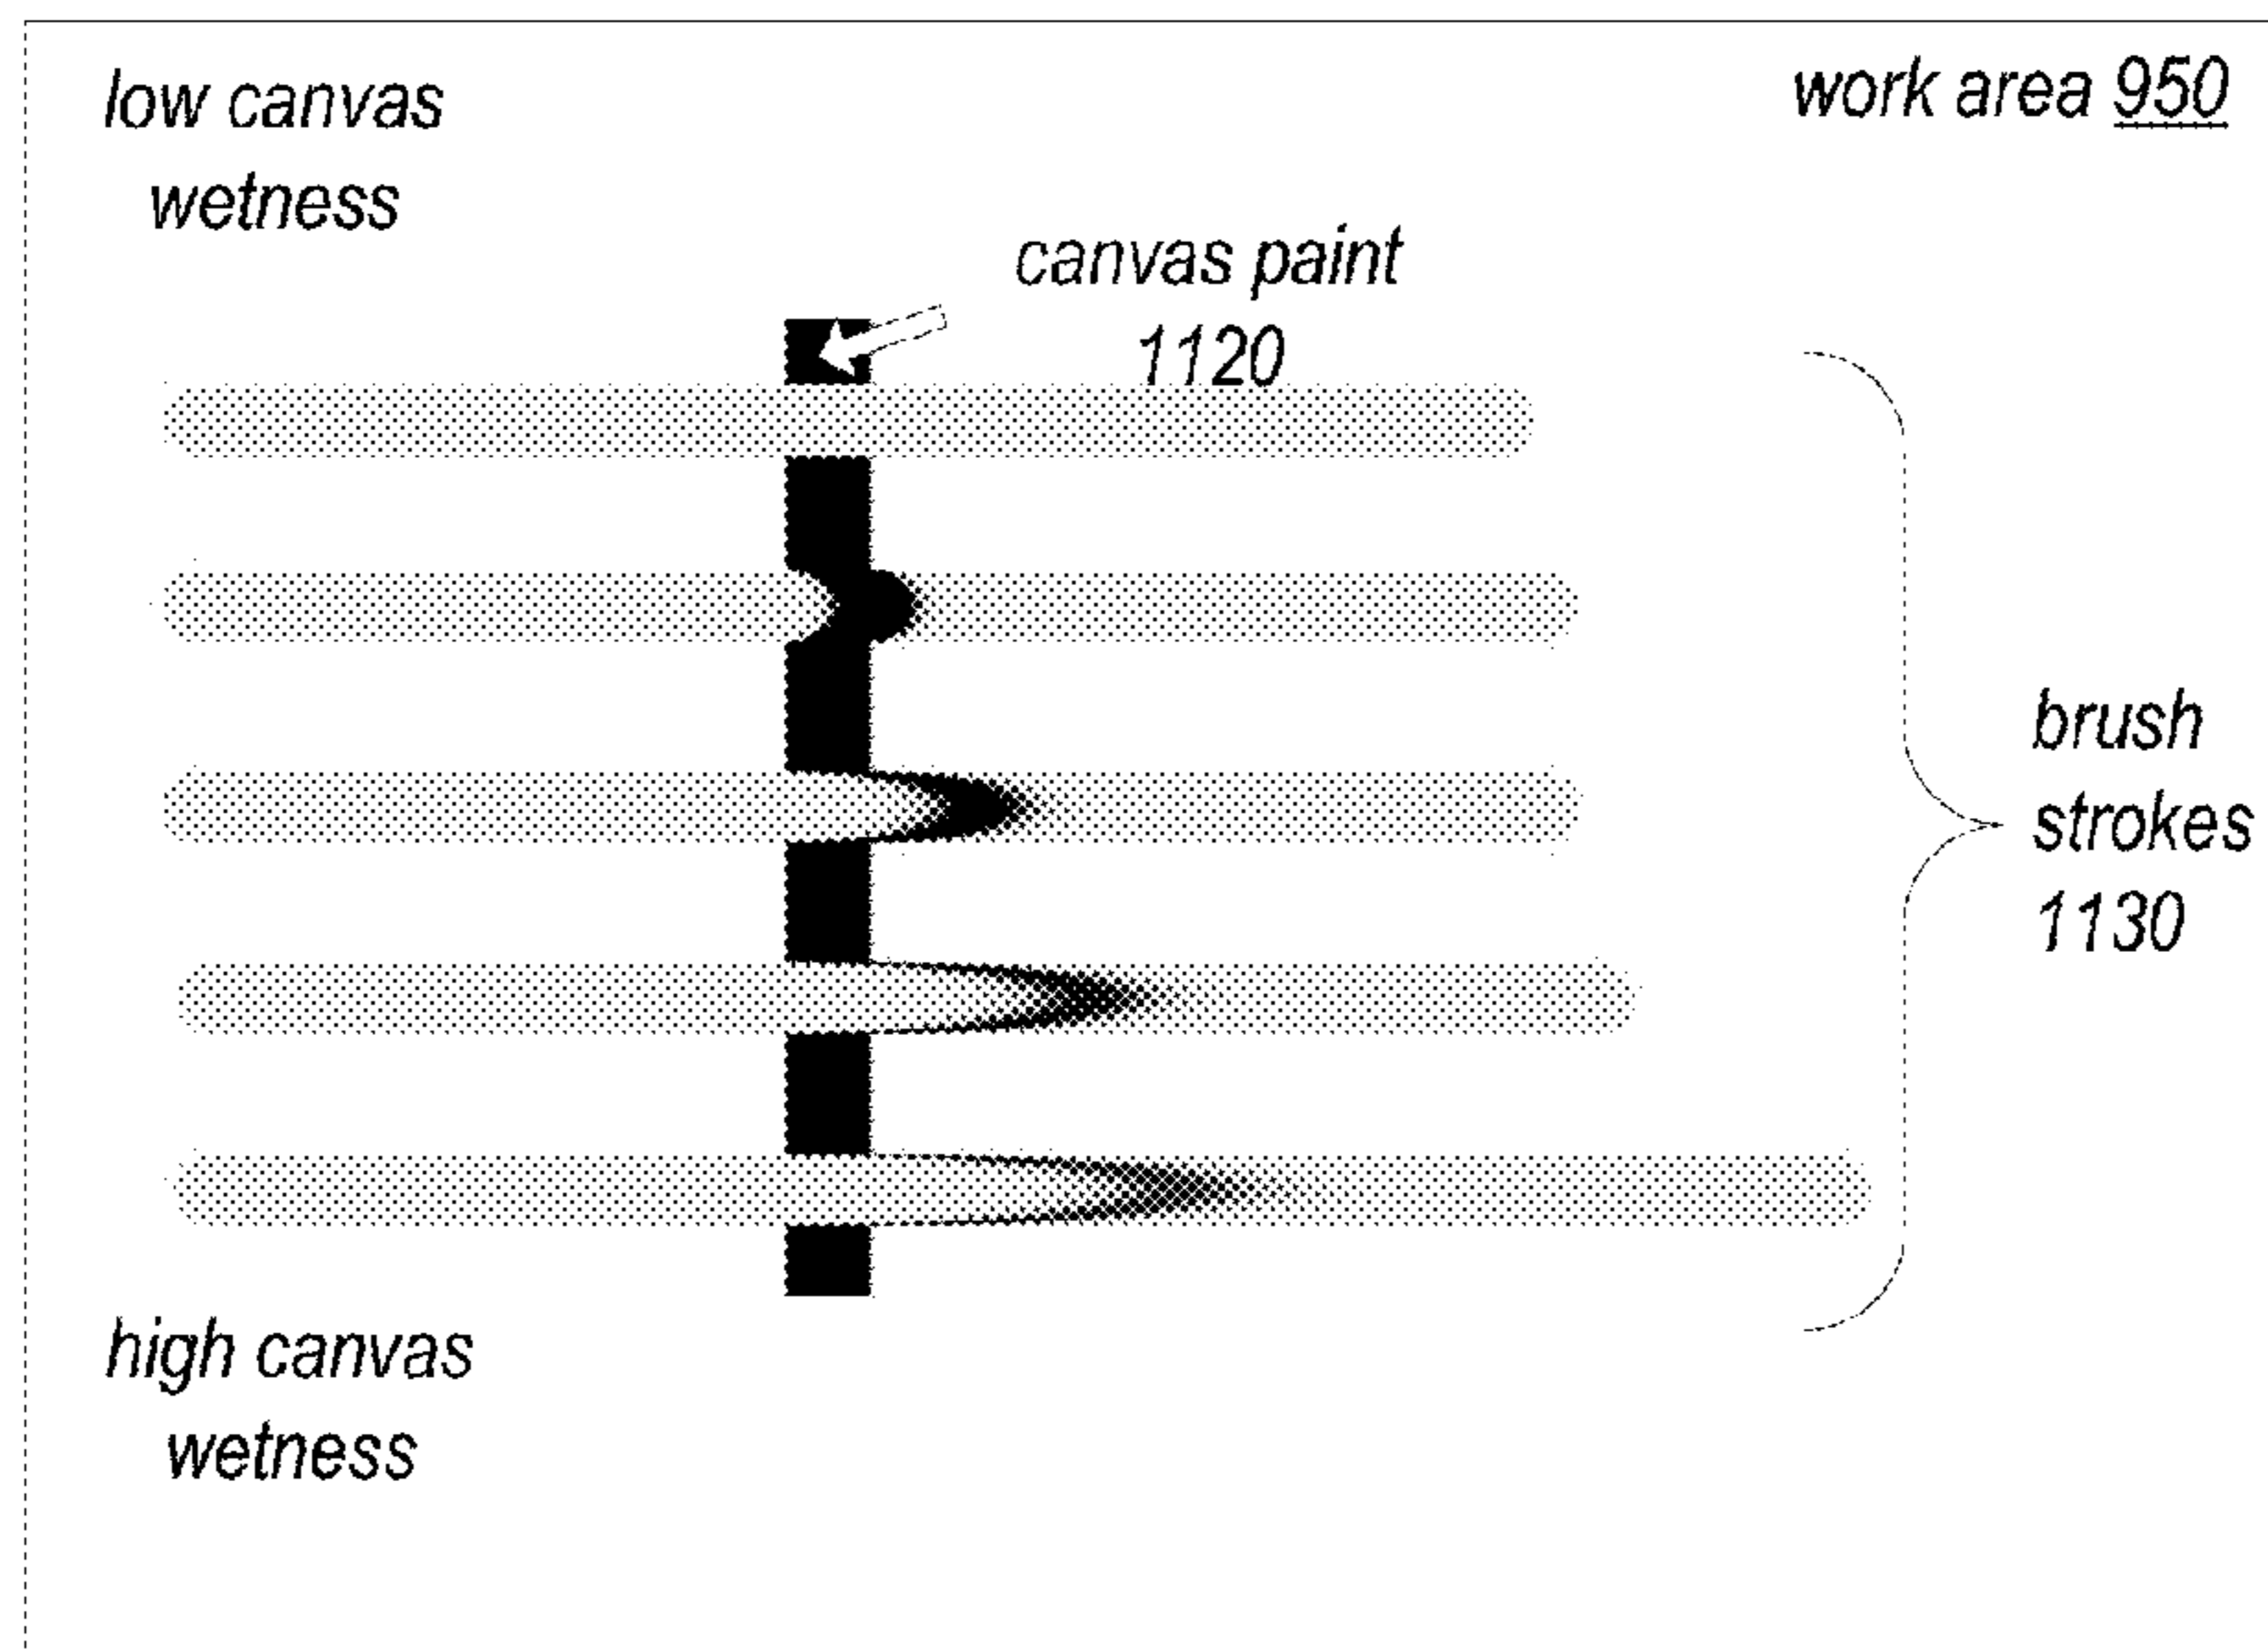 low canvas
wetness
work area 950
canvas paint
1120
brush
strokes
1130
high canvas
wetness